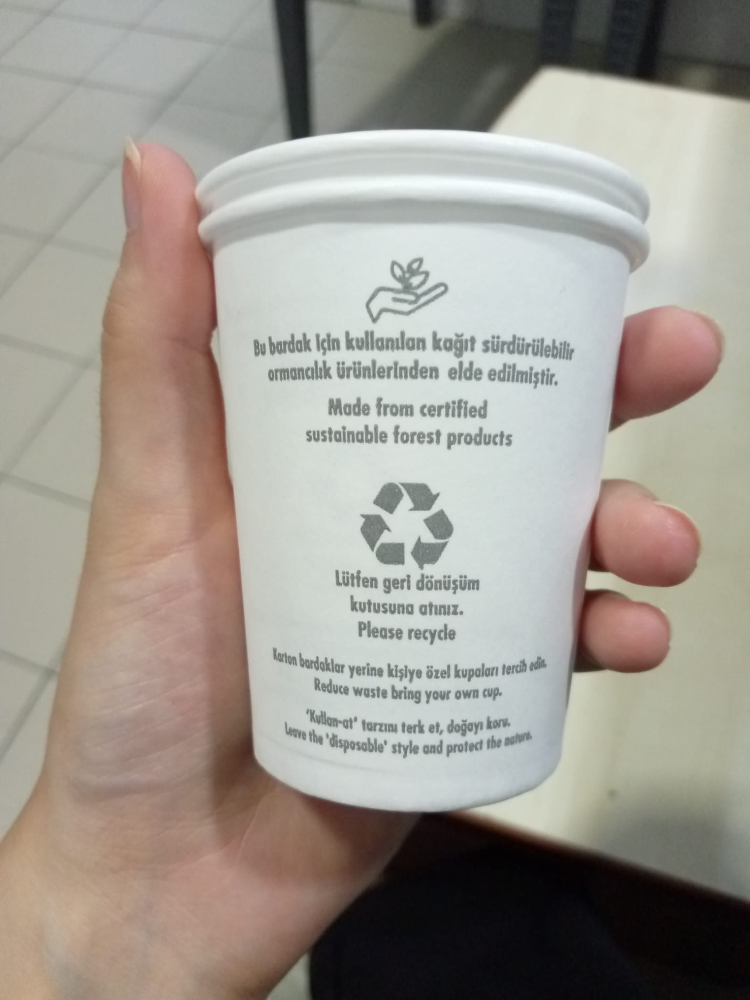 Bu bardak için kullanılan kağıt sürdürülebilir
ormancılık ürünlerinden elde edilmiştir.
Made from certified
sustainable forest products
Lütfen geri dönüşüm
kutusuna atınız.
Please recycle
Karton bardaklar yerine kişiye özel kupaları tercih edin.
Reduce waste bring your own cup.
'Kullan-at' tarzını terk et, doğayı koru.
Leave the 'disposable' style and protect the nature.